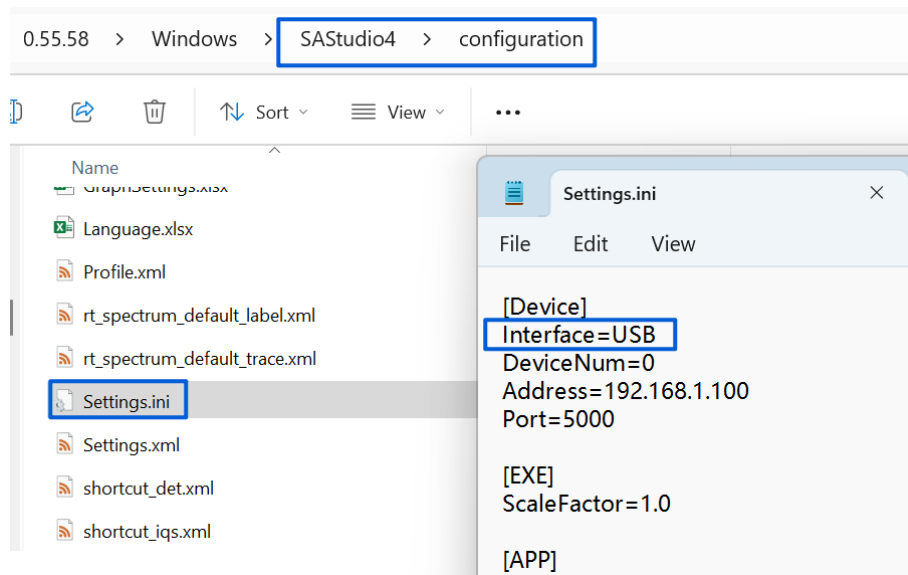 0.55.58 > Windows > SAStudio4 > configuration
Sort View ...
Name
GraphSettings.xlsx
Language.xlsx
Profile.xml
rt_spectrum_default_label.xml
rt_spectrum_default_trace.xml
Settings.ini
Settings.xml
shortcut_det.xml
shortcut_iqs.xml
Settings.ini
File Edit View
[Device]
Interface=USB
DeviceNum=0
Address=192.168.1.100
Port=5000
[EXE]
ScaleFactor=1.0
[APP]